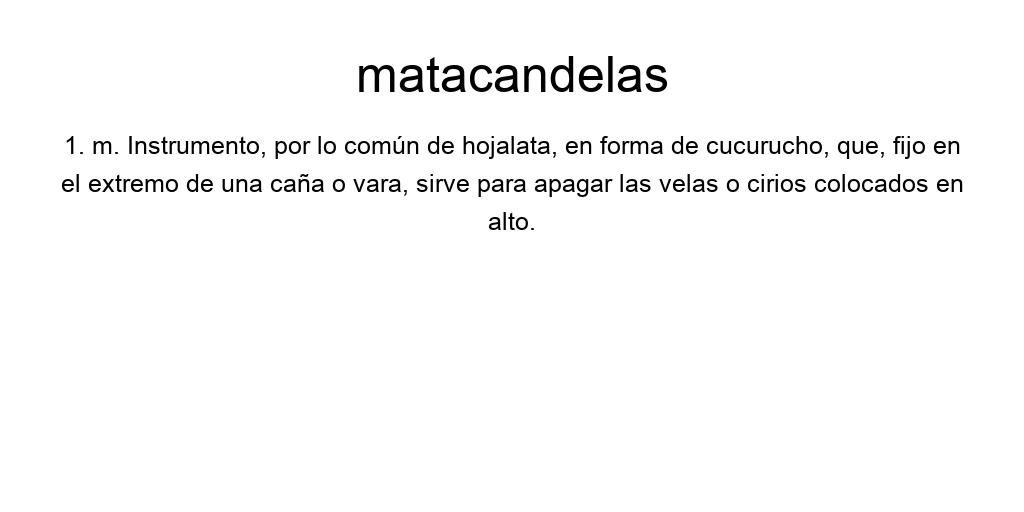 matacandelas
1. m. Instrumento, por lo común de hojalata, en forma de cucurucho, que, fijo en
el extremo de una caña o vara, sirve para apagar las velas o cirios colocados en
alto.